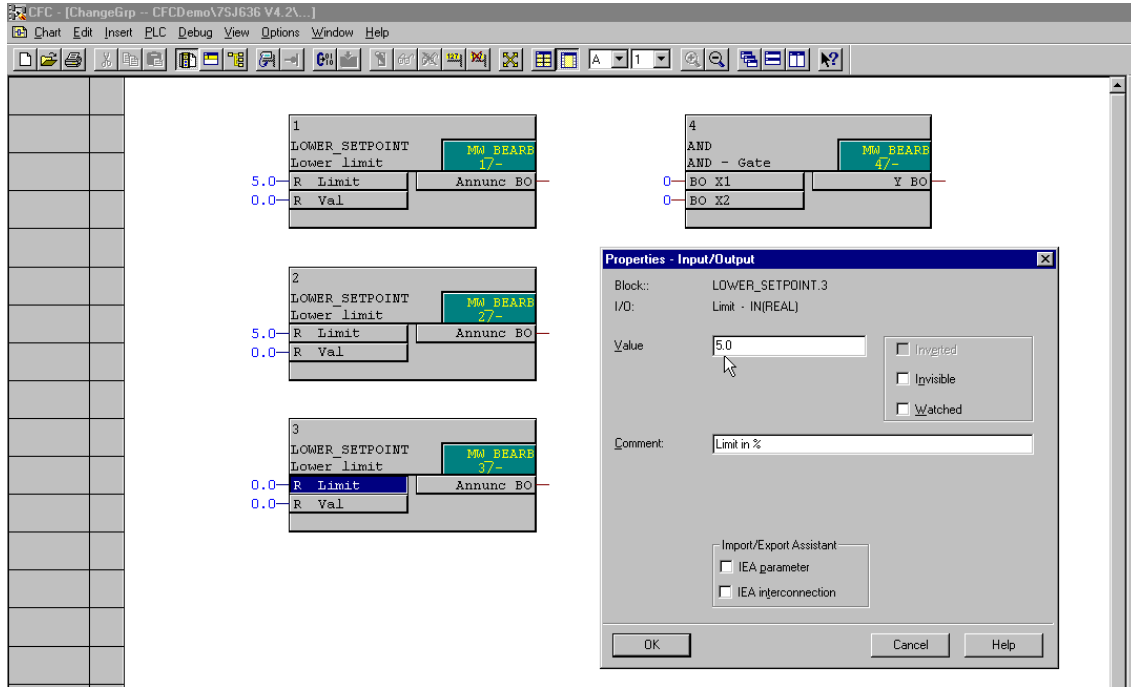 CFC - [ChangeGrp -- CFCDemo\7SJ636 V4.2\...]
Chart Edit Insert PLC Debug View Options Window Help
A 1
1
LOWER_SETPOINT
Lower limit
MW_BEARB
17-
5.0 R Limit Annunc BO
0.0 R Val
4
AND
AND - Gate
MW_BEARB
47-
0 BO X1 Y BO
0 BO X2
2
LOWER_SETPOINT
Lower limit
MW_BEARB
27-
5.0 R Limit Annunc BO
0.0 R Val
3
LOWER_SETPOINT
Lower limit
MW_BEARB
37-
0.0 R Limit Annunc BO
0.0 R Val
Properties - Input/Output
Block:: LOWER_SETPOINT.3
I/O: Limit - IN(REAL)
Value 5.0
Inverted
Invisible
Watched
Comment: Limit in %
Import/Export Assistant
IEA parameter
IEA interconnection
OK Cancel Help